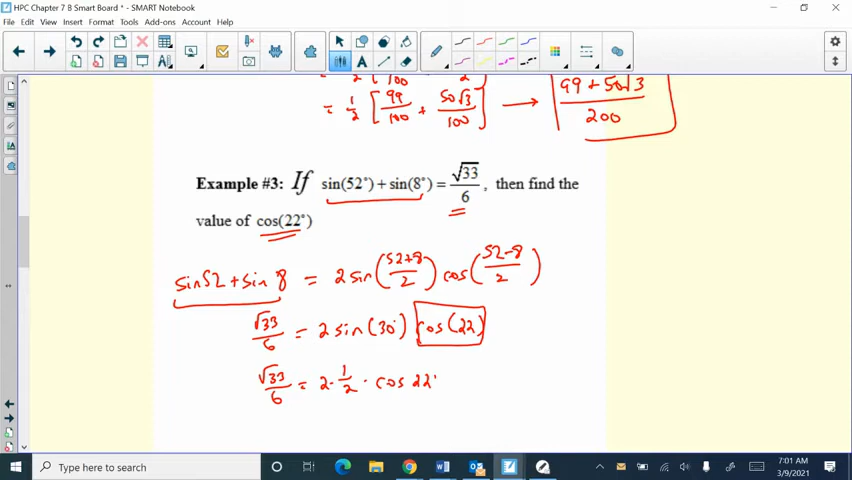 HPC Chapter 7 B Smart Board * - SMART Notebook
File Edit View Insert Format Tools Add-ons Account Help
= 1/2 [99/100 + 50√3/100] → 99 + 50√3 / 200
Example #3: If sin(52°) + sin(8°) = √33/6, then find the
value of cos(22°)
sin52 + sin 8 = 2 sin((52+8)/2) cos((52-8)/2)
√33/6 = 2 sin(30°) cos(22)
√33/6 = 2 · 1/2 · cos 22°
Type here to search
7:01 AM
3/9/2021